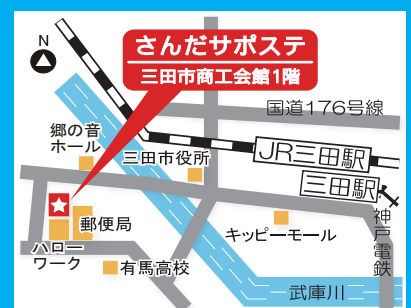 N
さんだサポステ
三田市商工会館1階
国道176号線
郷の音
ホール
三田市役所
JR三田駅
三田駅
神戸電鉄
郵便局
キッピーモール
ハロー
ワーク
有馬高校
武庫川